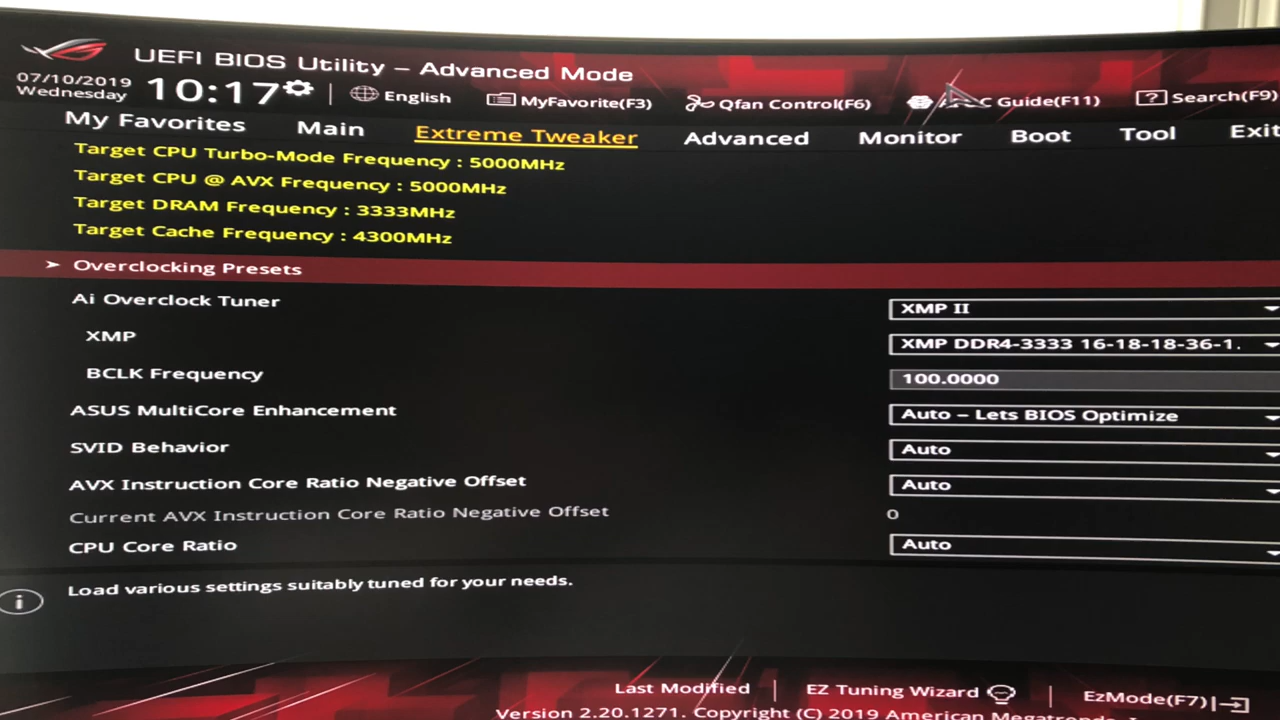 UEFI BIOS Utility – Advanced Mode
07/10/2019
Wednesday
10:17
English
MyFavorite(F3)
Qfan Control(F6)
Guide(F11)
Search(F9)
My Favorites Main Extreme Tweaker Advanced Monitor Boot Tool Exit
Target CPU Turbo-Mode Frequency : 5000MHz
Target CPU @ AVX Frequency : 5000MHz
Target DRAM Frequency : 3333MHz
Target Cache Frequency : 4300MHz
Overclocking Presets
Ai Overclock Tuner XMP II
XMP XMP DDR4-3333 16-18-18-36-1.
BCLK Frequency 100.0000
ASUS MultiCore Enhancement Auto – Lets BIOS Optimize
SVID Behavior Auto
AVX Instruction Core Ratio Negative Offset Auto
Current AVX Instruction Core Ratio Negative Offset 0
CPU Core Ratio Auto
Load various settings suitably tuned for your needs.
Last Modified
EZ Tuning Wizard
EzMode(F7)
Version 2.20.1271. Copyright (C) 2019 American